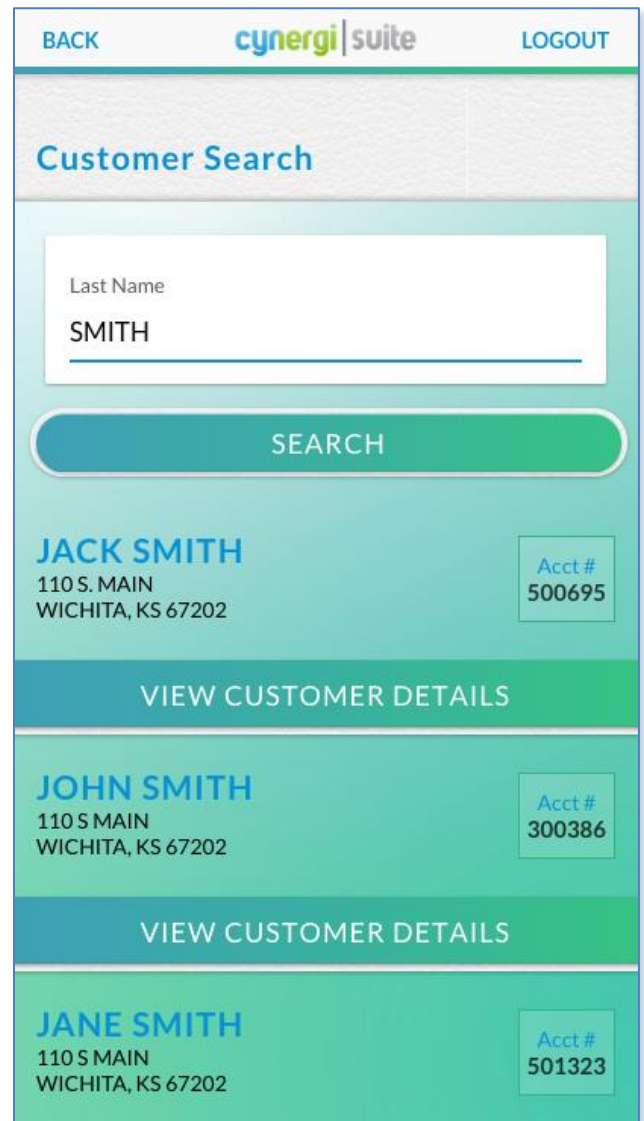 BACK cynergi|suite LOGOUT
Customer Search
Last Name
SMITH
SEARCH
JACK SMITH
110 S. MAIN
WICHITA, KS 67202
Acct #
500695
VIEW CUSTOMER DETAILS
JOHN SMITH
110 S MAIN
WICHITA, KS 67202
Acct #
300386
VIEW CUSTOMER DETAILS
JANE SMITH
110 S MAIN
WICHITA, KS 67202
Acct #
501323